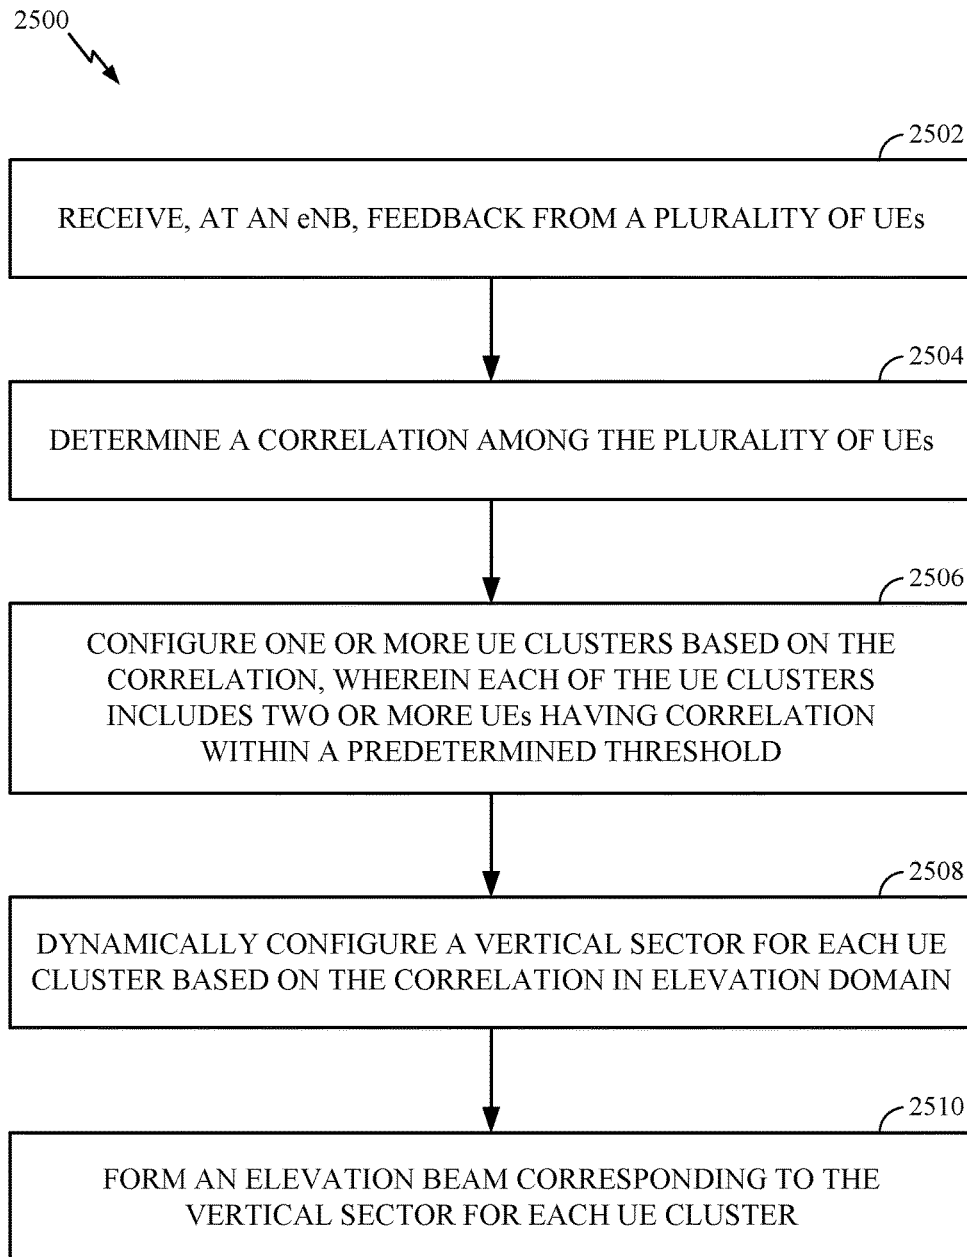 2500
2502
RECEIVE, AT AN eNB, FEEDBACK FROM A PLURALITY OF UEs
2504
DETERMINE A CORRELATION AMONG THE PLURALITY OF UEs
2506
CONFIGURE ONE OR MORE UE CLUSTERS BASED ON THE
CORRELATION, WHEREIN EACH OF THE UE CLUSTERS
INCLUDES TWO OR MORE UEs HAVING CORRELATION
WITHIN A PREDETERMINED THRESHOLD
2508
DYNAMICALLY CONFIGURE A VERTICAL SECTOR FOR EACH UE
CLUSTER BASED ON THE CORRELATION IN ELEVATION DOMAIN
2510
FORM AN ELEVATION BEAM CORRESPONDING TO THE
VERTICAL SECTOR FOR EACH UE CLUSTER